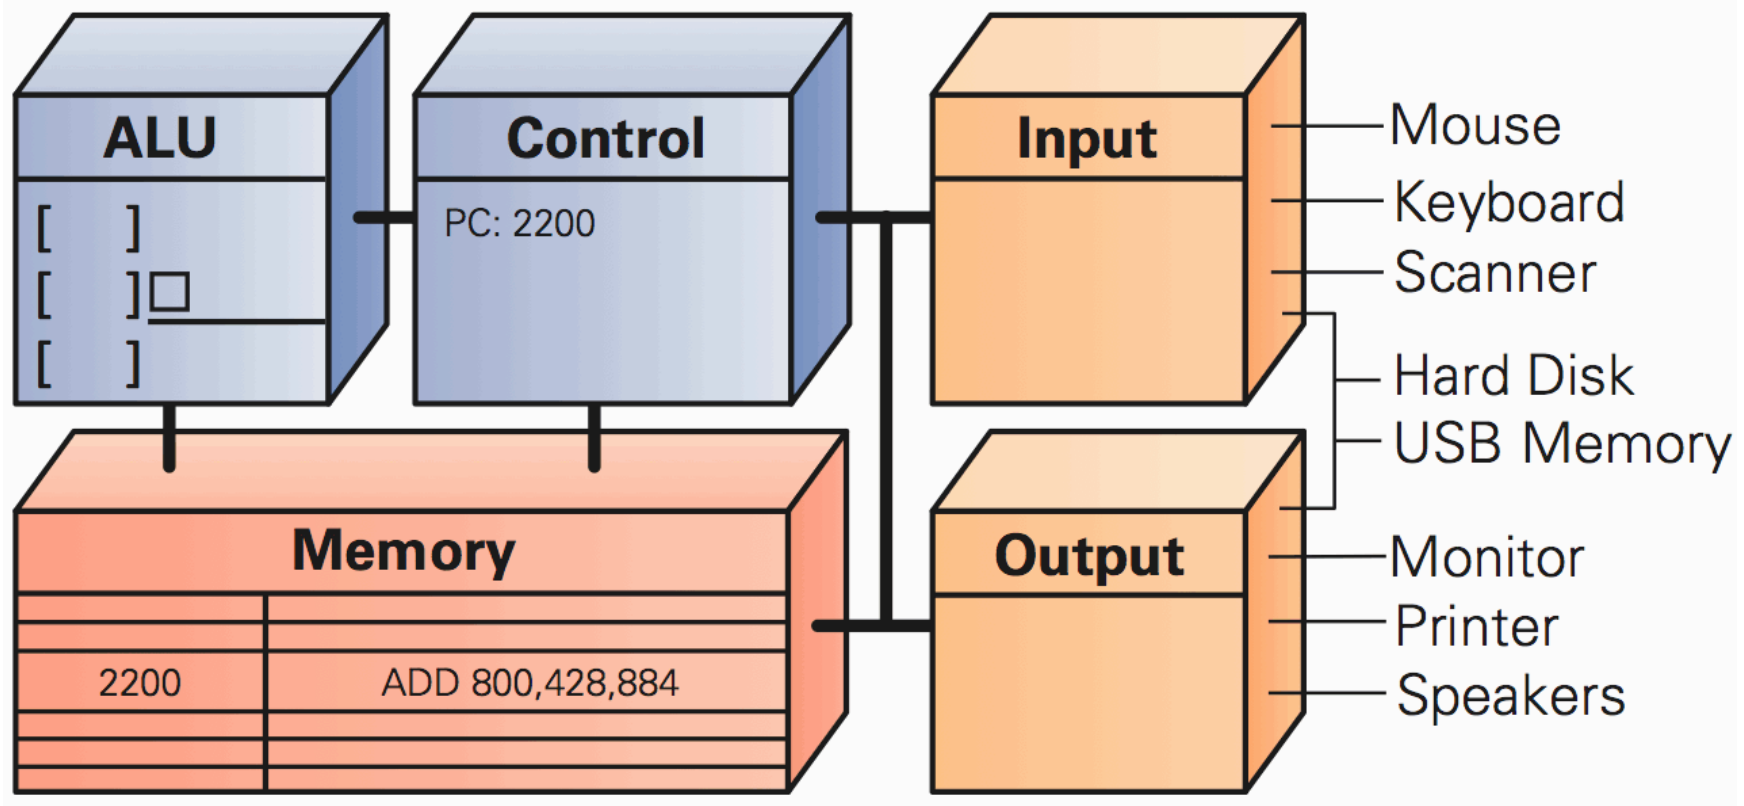 ALU
[ ]
[ ]
[ ]
Control
PC: 2200
Input
Mouse
Keyboard
Scanner
Hard Disk
USB Memory
Memory
2200 ADD 800,428,884
Output
Monitor
Printer
Speakers